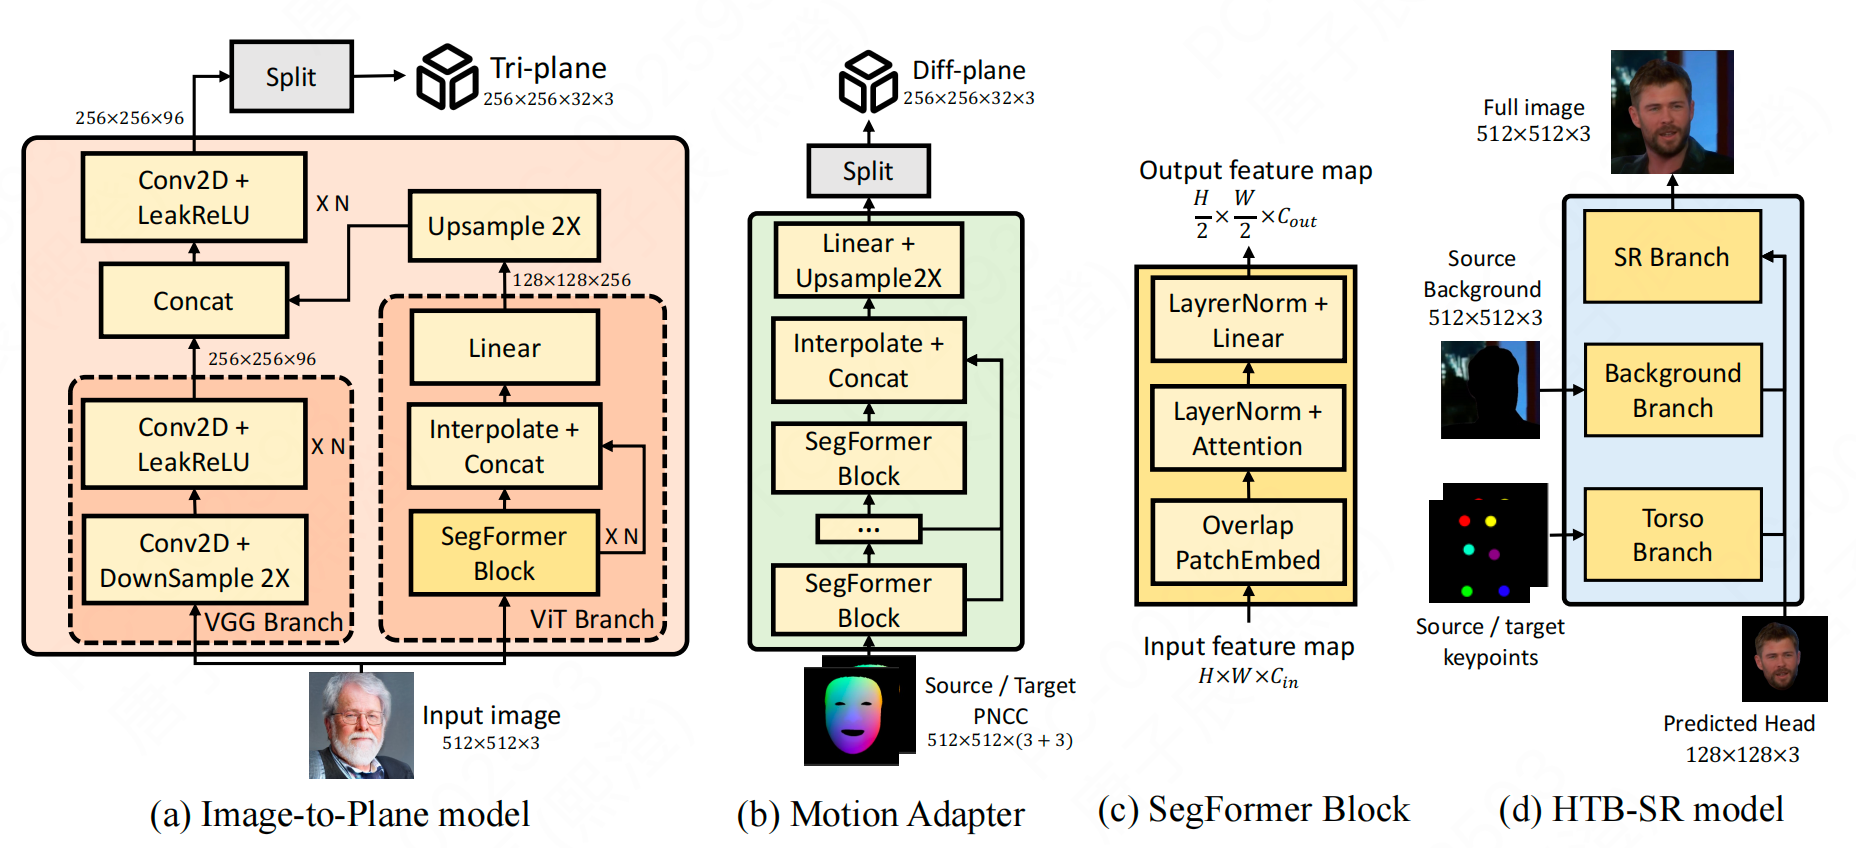 Split
Tri-plane
256×256×32×3
256×256×96
Conv2D +
LeakReLU
X N
Upsample 2X
Concat
128×128×256
256×256×96
Linear
Conv2D +
LeakReLU
X N
Interpolate +
Concat
Conv2D +
DownSample 2X
SegFormer
Block
X N
VGG Branch
ViT Branch
Input image
512×512×3
(a) Image-to-Plane model
Diff-plane
256×256×32×3
Split
Linear +
Upsample2X
Interpolate +
Concat
SegFormer
Block
...
SegFormer
Block
Source / Target
PNCC
512×512×(3 + 3)
(b) Motion Adapter
Output feature map
H/2 × W/2 × C_out
LayrerNorm +
Linear
LayerNorm +
Attention
Overlap
PatchEmbed
Input feature map
H×W×C_in
(c) SegFormer Block
Full image
512×512×3
SR Branch
Source
Background
512×512×3
Background
Branch
Torso
Branch
Source / target
keypoints
Predicted Head
128×128×3
(d) HTB-SR model